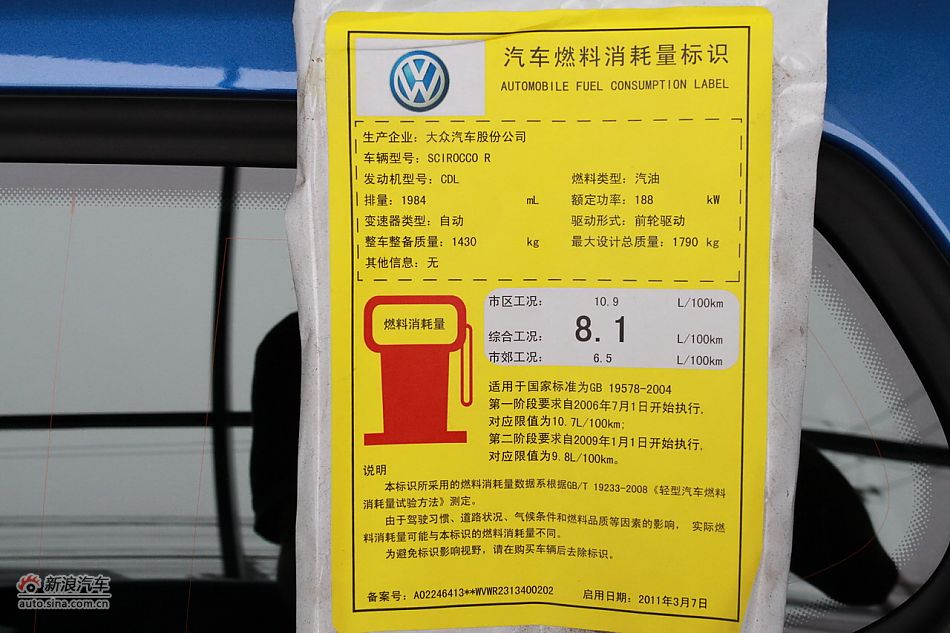 汽车燃料消耗量标识
AUTOMOBILE FUEL CONSUMPTION LABEL
生产企业：大众汽车股份公司
车辆型号：SCIROCCO R
发动机型号：CDL 燃料类型：汽油
排量：1984 mL 额定功率：188 kW
变速器类型：自动 驱动形式：前轮驱动
整车整备质量：1430 kg 最大设计总质量：1790 kg
其他信息：无
燃料消耗量
市区工况： 10.9 L/100km
综合工况： 8.1 L/100km
市郊工况： 6.5 L/100km
适用于国家标准为GB 19578-2004
第一阶段要求自2006年7月1日开始执行,
对应限值为10.7L/100km;
第二阶段要求自2009年1月1日开始执行,
对应限值为9.8L/100km。
说明
本标识所采用的燃料消耗量数据系根据GB/T 19233-2008《轻型汽车燃料
消耗量试验方法》测定。
由于驾驶习惯、道路状况、气候条件和燃料品质等因素的影响， 实际燃
料消耗量可能与本标识的燃料消耗量不同。
为避免标识影响视野，请在购买车辆后去除标识。
备案号：A02246413**WVWR2313400202 启用日期：2011年3月7日
新浪汽车
auto.sina.com.cn